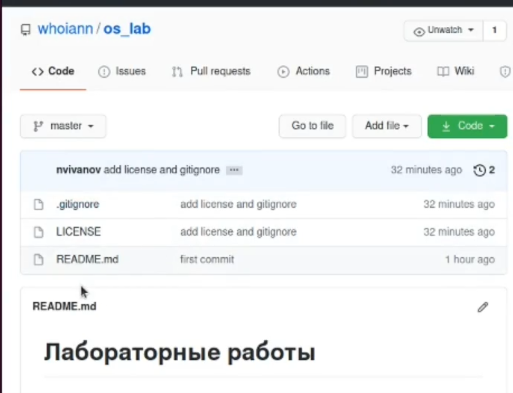 whoiann / os_lab
Unwatch 1
Code Issues Pull requests Actions Projects Wiki
master Go to file Add file Code
nvivanov add license and gitignore 32 minutes ago 2
.gitignore add license and gitignore 32 minutes ago
LICENSE add license and gitignore 32 minutes ago
README.md first commit 1 hour ago
README.md
Лабораторные работы